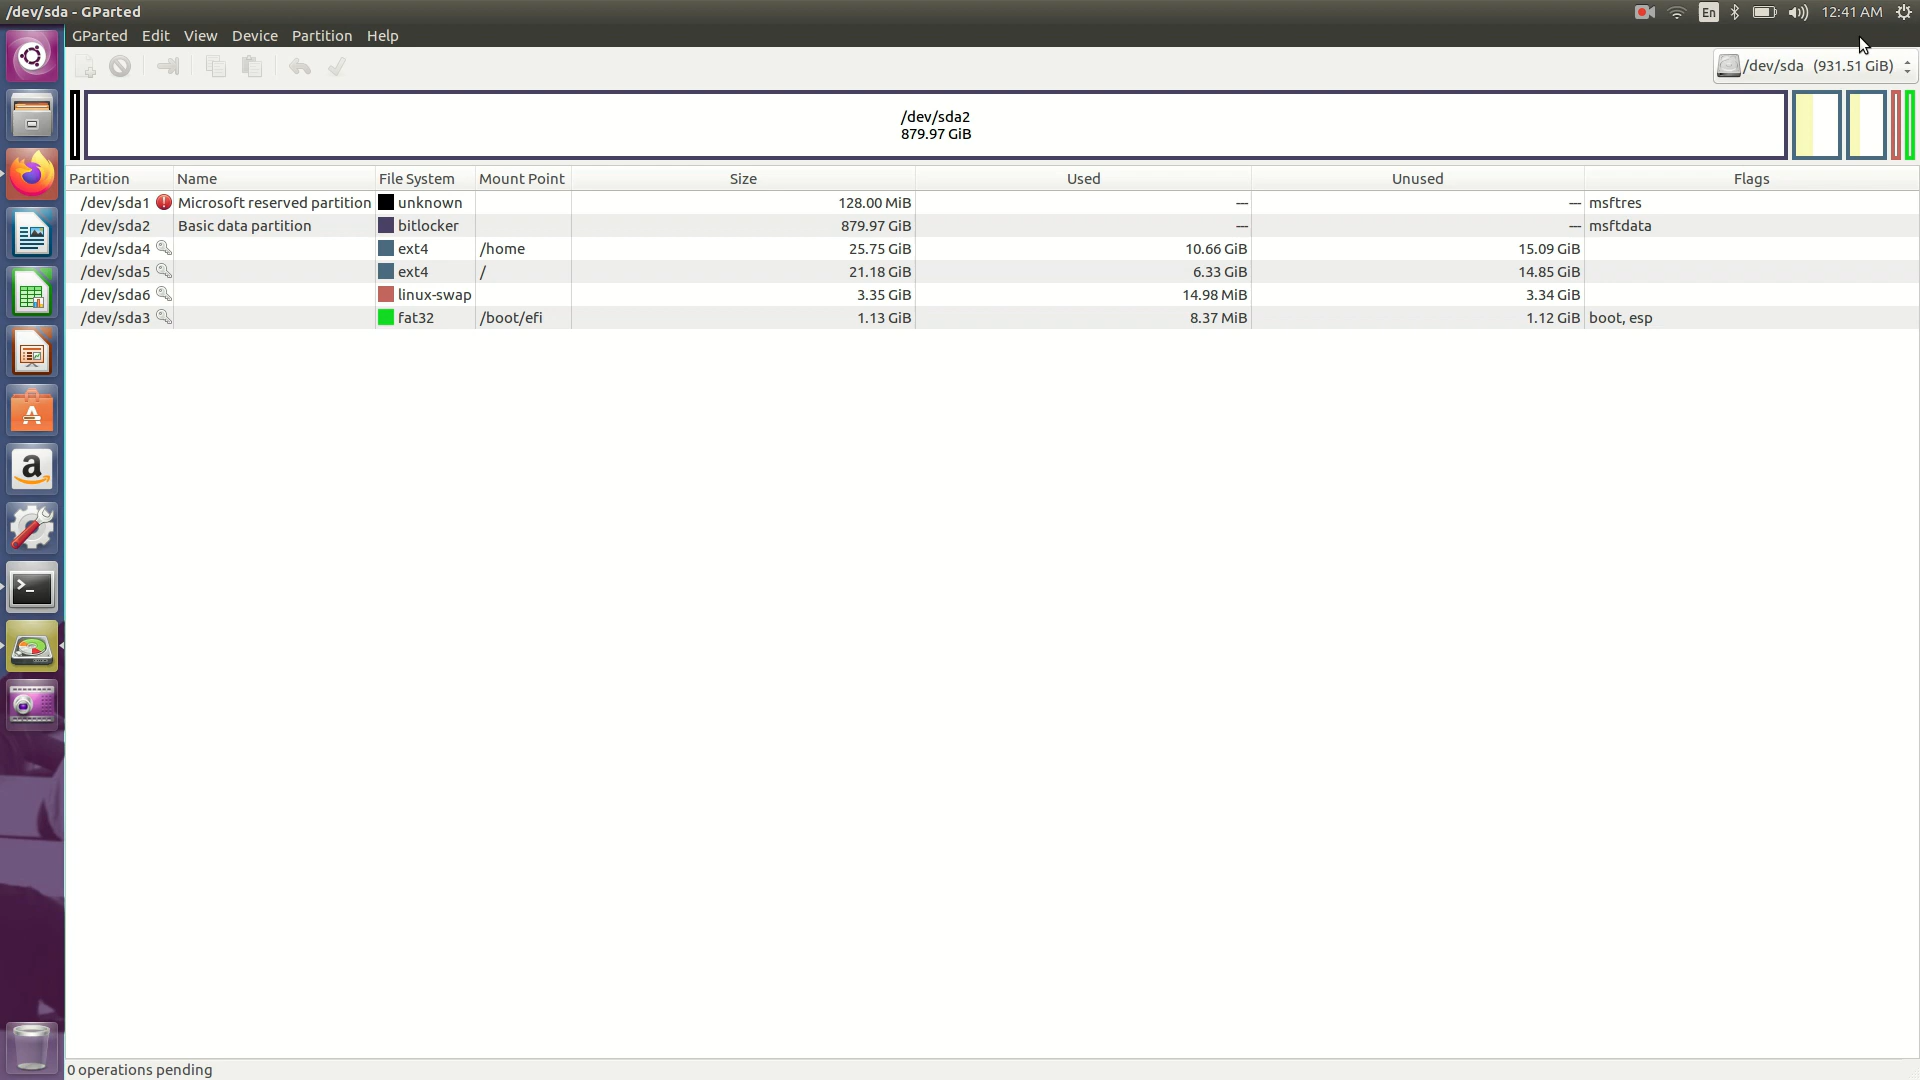 /dev/sda - GParted
En
12:41 AM
GParted Edit View Device Partition Help
/dev/sda (931.51 GiB)
/dev/sda2
879.97 GiB
Partition Name File System Mount Point Size Used Unused Flags
/dev/sda1 Microsoft reserved partition unknown 128.00 MiB --- --- msftres
/dev/sda2 Basic data partition bitlocker 879.97 GiB --- --- msftdata
/dev/sda4 ext4 /home 25.75 GiB 10.66 GiB 15.09 GiB
/dev/sda5 ext4 / 21.18 GiB 6.33 GiB 14.85 GiB
/dev/sda6 linux-swap 3.35 GiB 14.98 MiB 3.34 GiB
/dev/sda3 fat32 /boot/efi 1.13 GiB 8.37 MiB 1.12 GiB boot, esp
0 operations pending